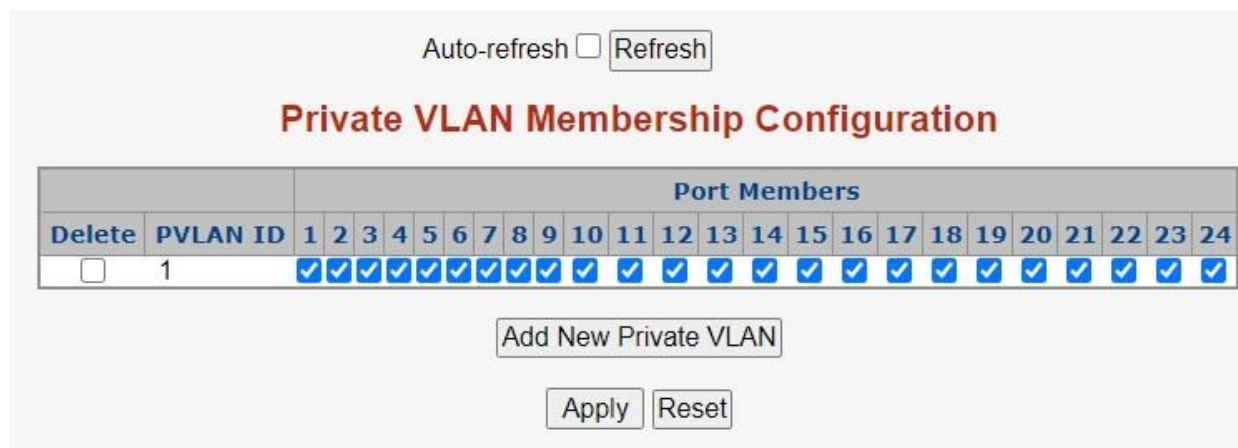 Auto-refresh Refresh
Private VLAN Membership Configuration
Port Members
Delete PVLAN ID 1 2 3 4 5 6 7 8 9 10 11 12 13 14 15 16 17 18 19 20 21 22 23 24
1
Add New Private VLAN
Apply Reset